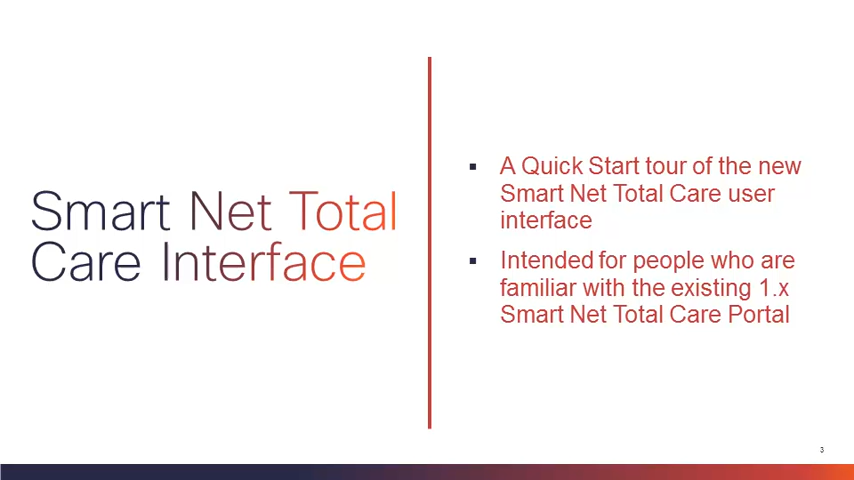 Smart Net Total
Care Interface
▪ A Quick Start tour of the new
Smart Net Total Care user
interface
▪ Intended for people who are
familiar with the existing 1.x
Smart Net Total Care Portal
3